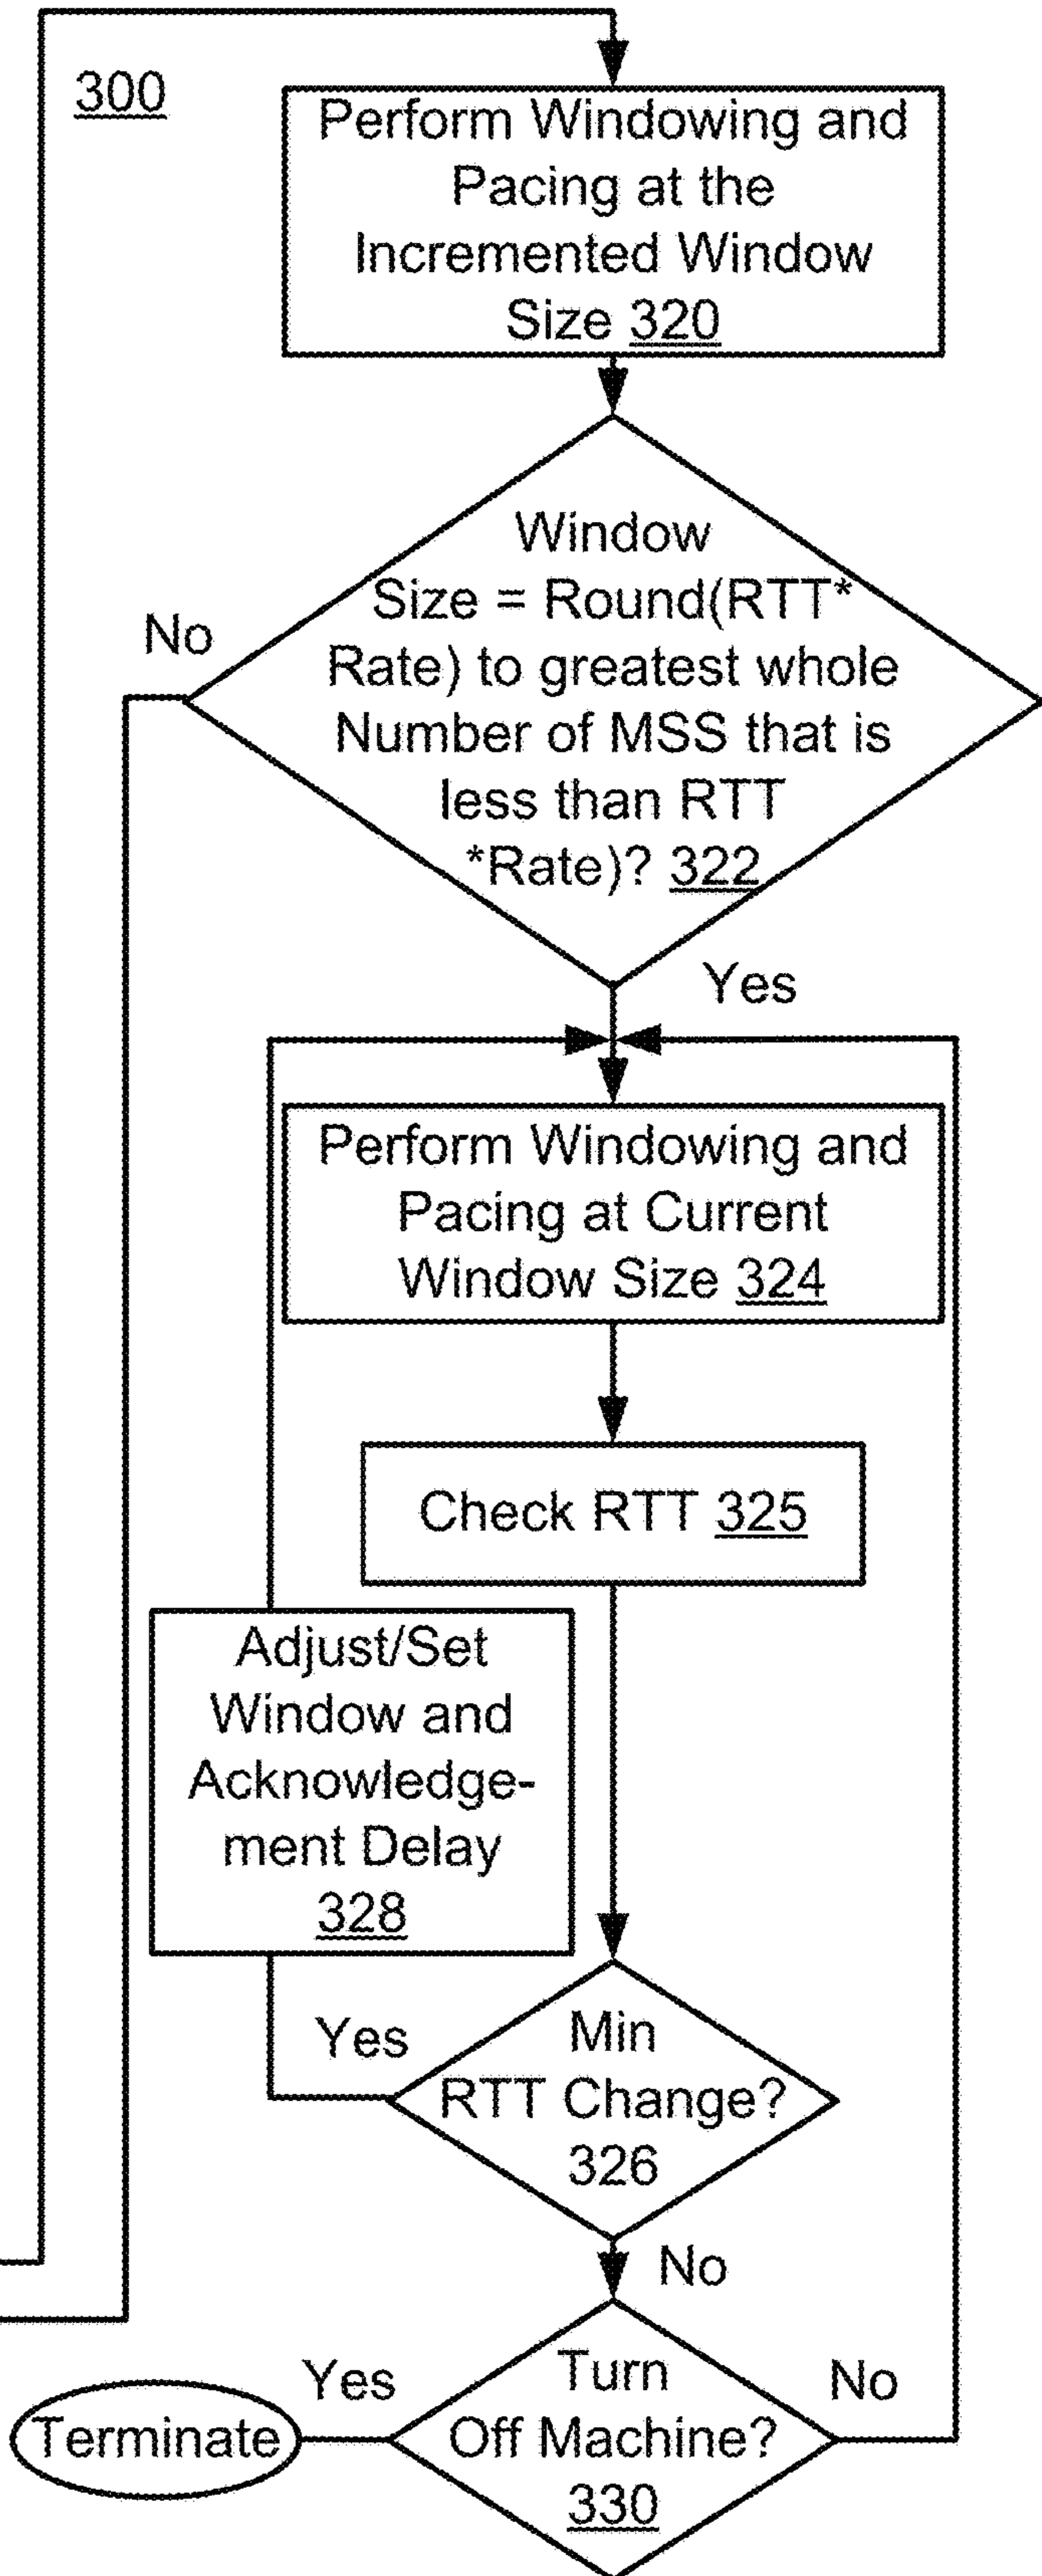 300
Perform Windowing and
Pacing at the
Incremented Window
Size 320
Window
Size = Round(RTT*
Rate) to greatest whole
Number of MSS that is
less than RTT
*Rate)? 322
No
Yes
Perform Windowing and
Pacing at Current
Window Size 324
Check RTT 325
Adjust/Set
Window and
Acknowledge-
ment Delay
328
Yes
Min
RTT Change?
326
No
Turn
Off Machine?
330
Yes
No
Terminate